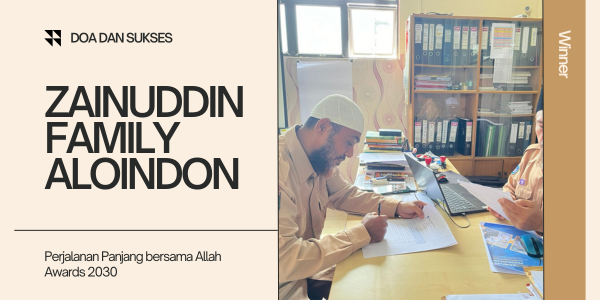 DOA DAN SUKSES
ZAINUDDIN
FAMILY
ALOINDON
Perjalanan Panjang bersama Allah
Awards 2030
Winner